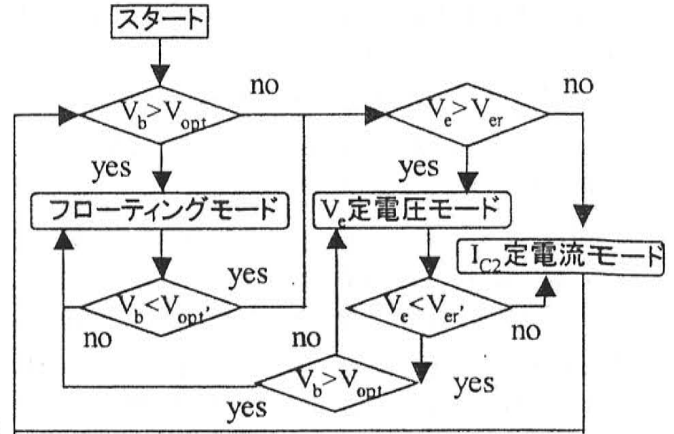 スタート
V_b>V_opt
no
V_e>V_er
no
yes
yes
フローティングモード
V_e定電圧モード
I_C2定電流モード
yes
V_b<V_opt'
V_e<V_er'
no
no
no
V_b>V_opt
yes
yes